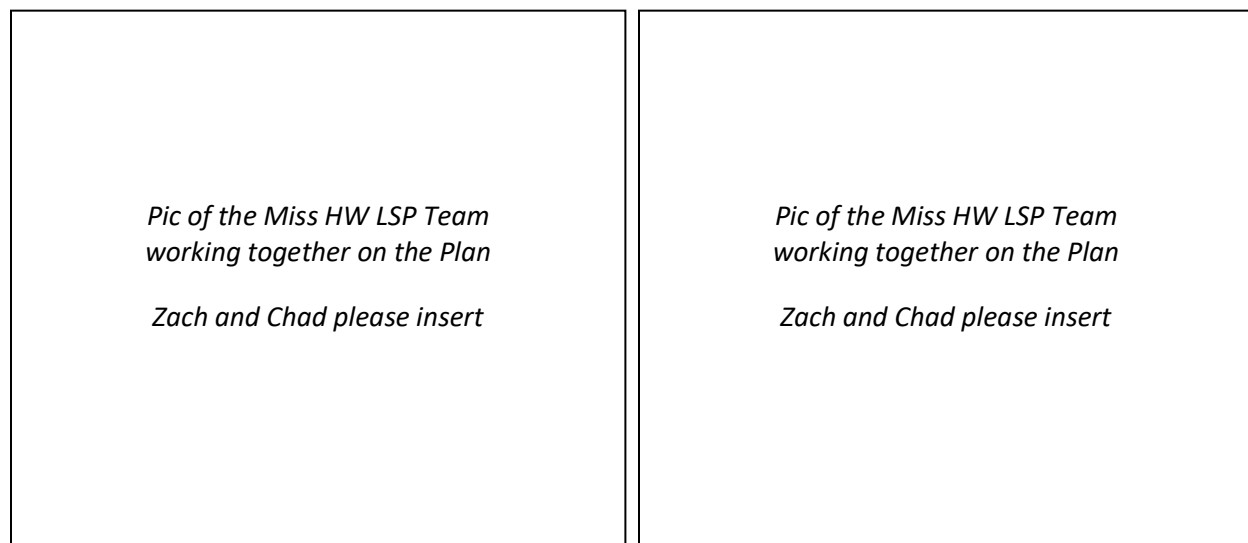 Pic of the Miss HW LSP Team
working together on the Plan
Zach and Chad please insert
Pic of the Miss HW LSP Team
working together on the Plan
Zach and Chad please insert